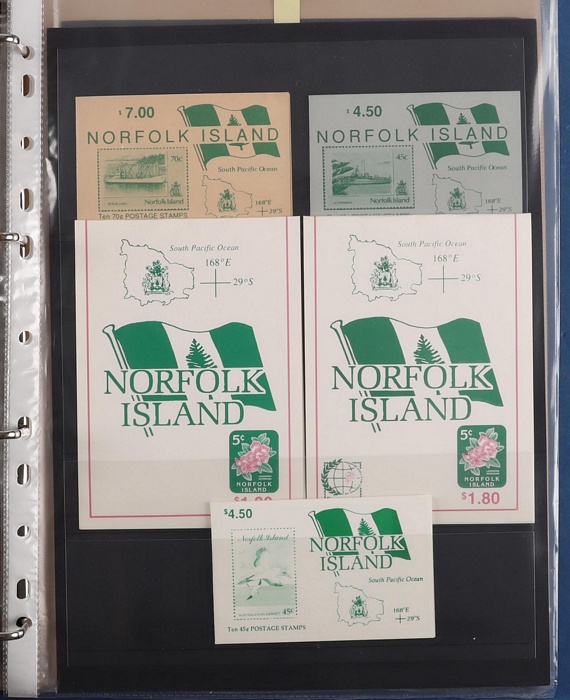 $7.00
NORFOLK ISLAND
70c
Norfolk Island
South Pacific Ocean
168°E
29°S
Ten 70c POSTAGE STAMPS
$4.50
NORFOLK ISLAND
45c
Norfolk Island
South Pacific Ocean
168°E
29°S
South Pacific Ocean
168°E
29°S
NORFOLK
ISLAND
5c
NORFOLK
ISLAND
South Pacific Ocean
168°E
29°S
NORFOLK
ISLAND
5c
NORFOLK
ISLAND
$1.80
$4.50
Norfolk Island
45c
NORFOLK
ISLAND
South Pacific Ocean
168°E
29°S
Ten 45c POSTAGE STAMPS